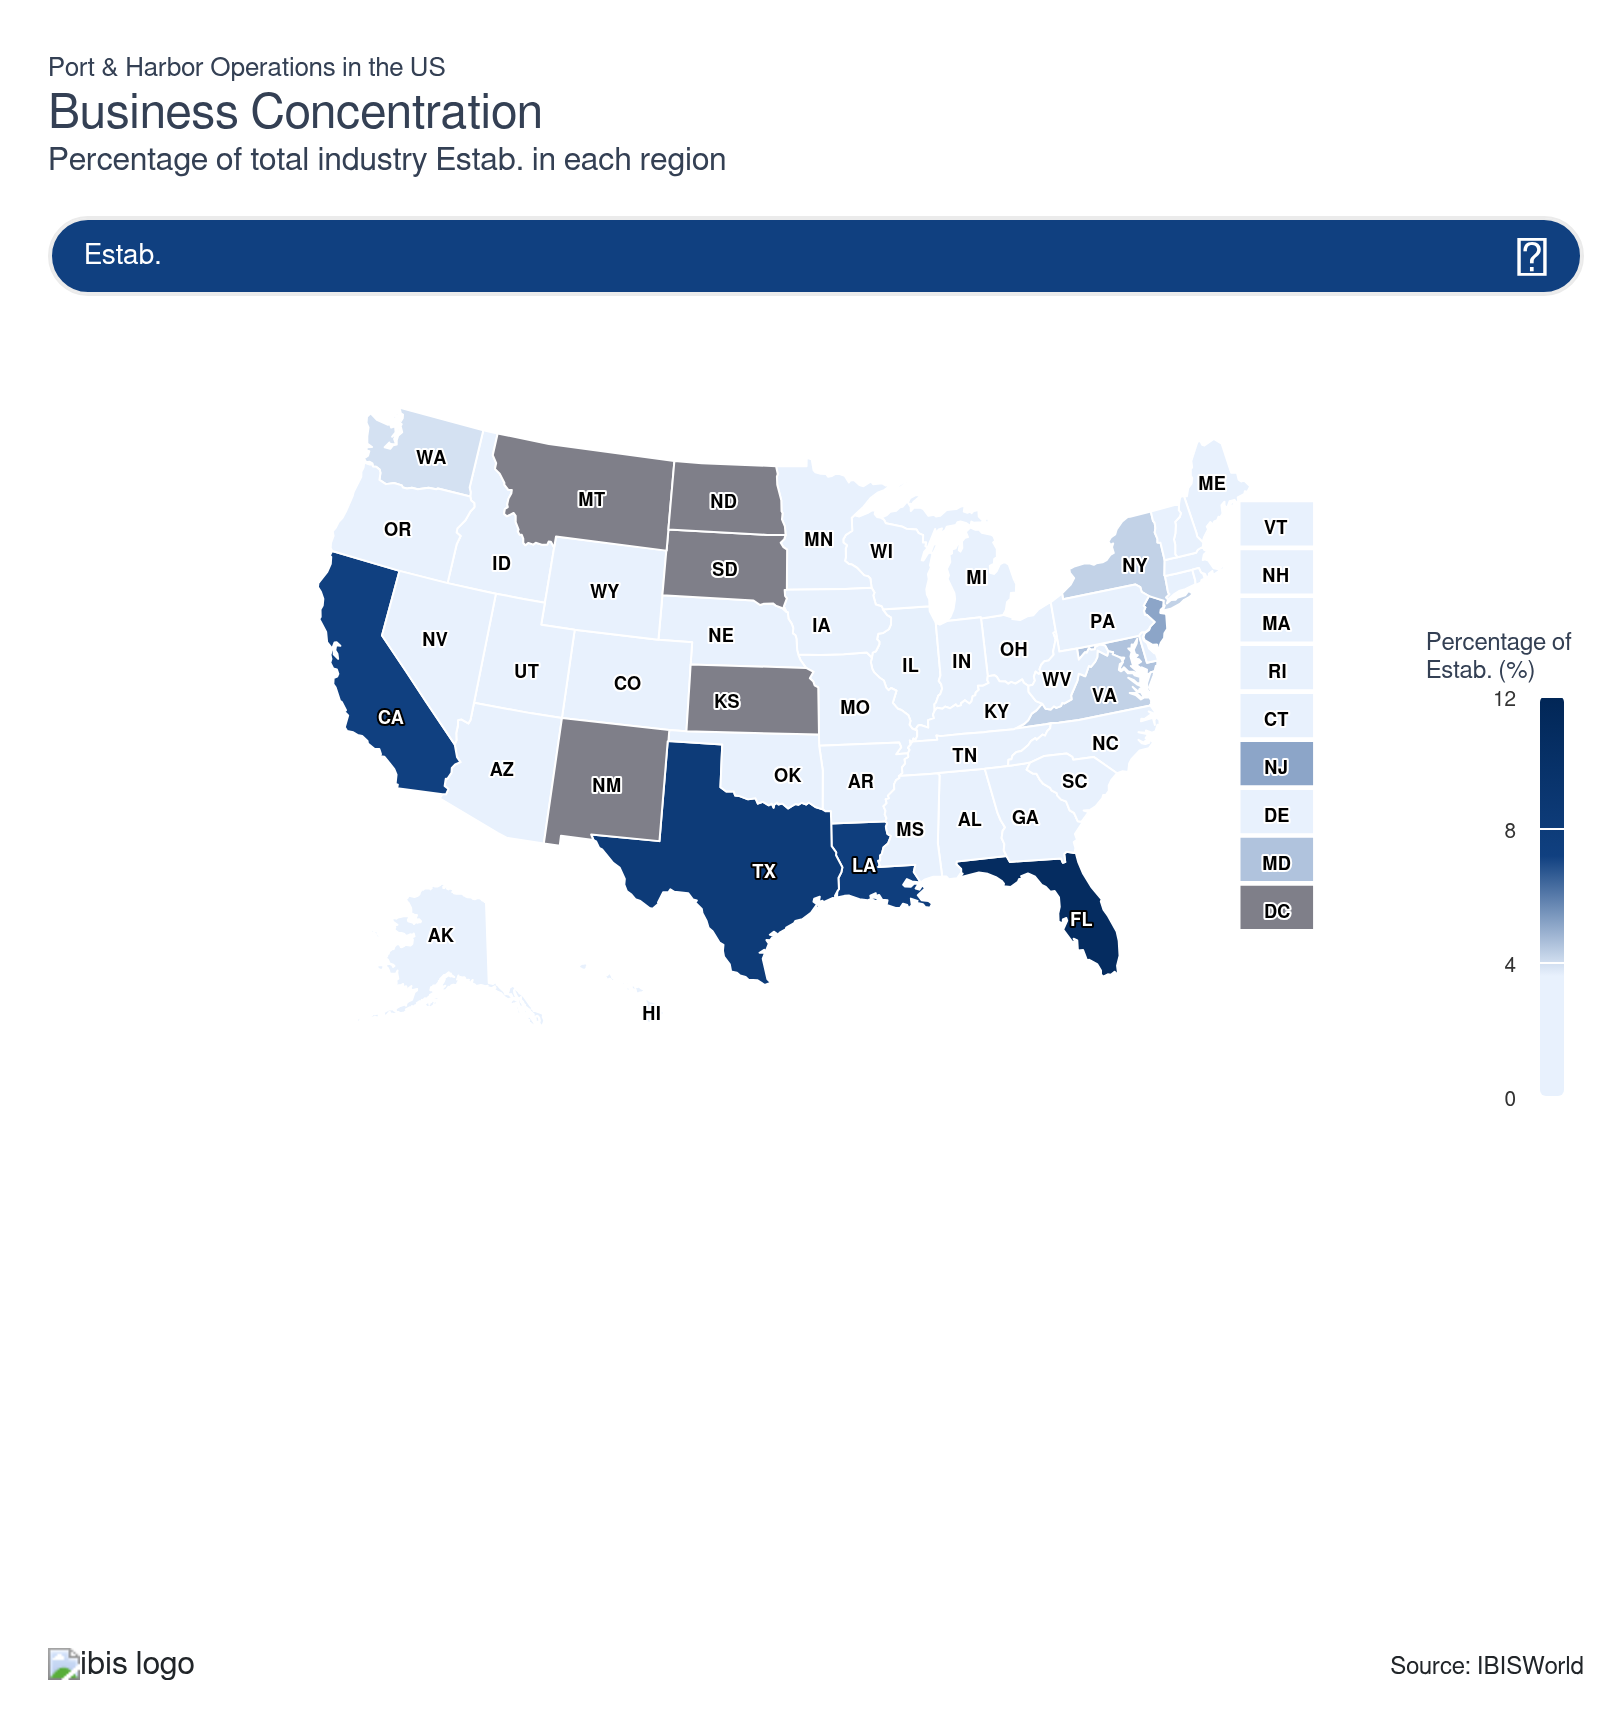 Port & Harbor Operations in the US
Business Concentration
Percentage of total industry Estab. in each region
Estab.
WA
MT
ND
ME
OR
MN
VT
ID
SD
WI
NY
NH
WY
MI
MA
NV
NE
IA
PA
UT
CO
IL
IN
OH
WV
RI
CA
KS
MO
KY
VA
CT
AZ
NM
OK
AR
TN
NC
SC
NJ
MS
AL
GA
DE
TX
LA
MD
FL
DC
AK
HI
Percentage of
Estab. (%)
12
8
4
0
ibis logo
Source: IBISWorld